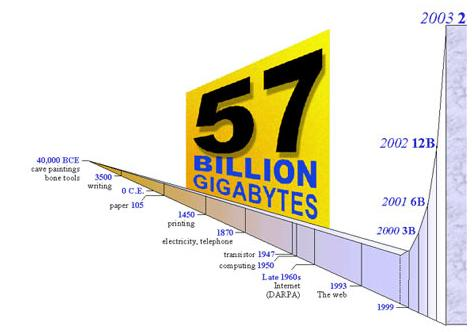 2003 2
57
BILLION
GIGABYTES
2002 12B
2001 6B
2000 3B
40,000 BCE
cave paintings
bone tools
3500
writing
0 C.E.
paper 105
1450
printing
1870
electricity, telephone
transistor 1947
computing 1950
Late 1960s
Internet
(DARPA)
1993
The web
1999